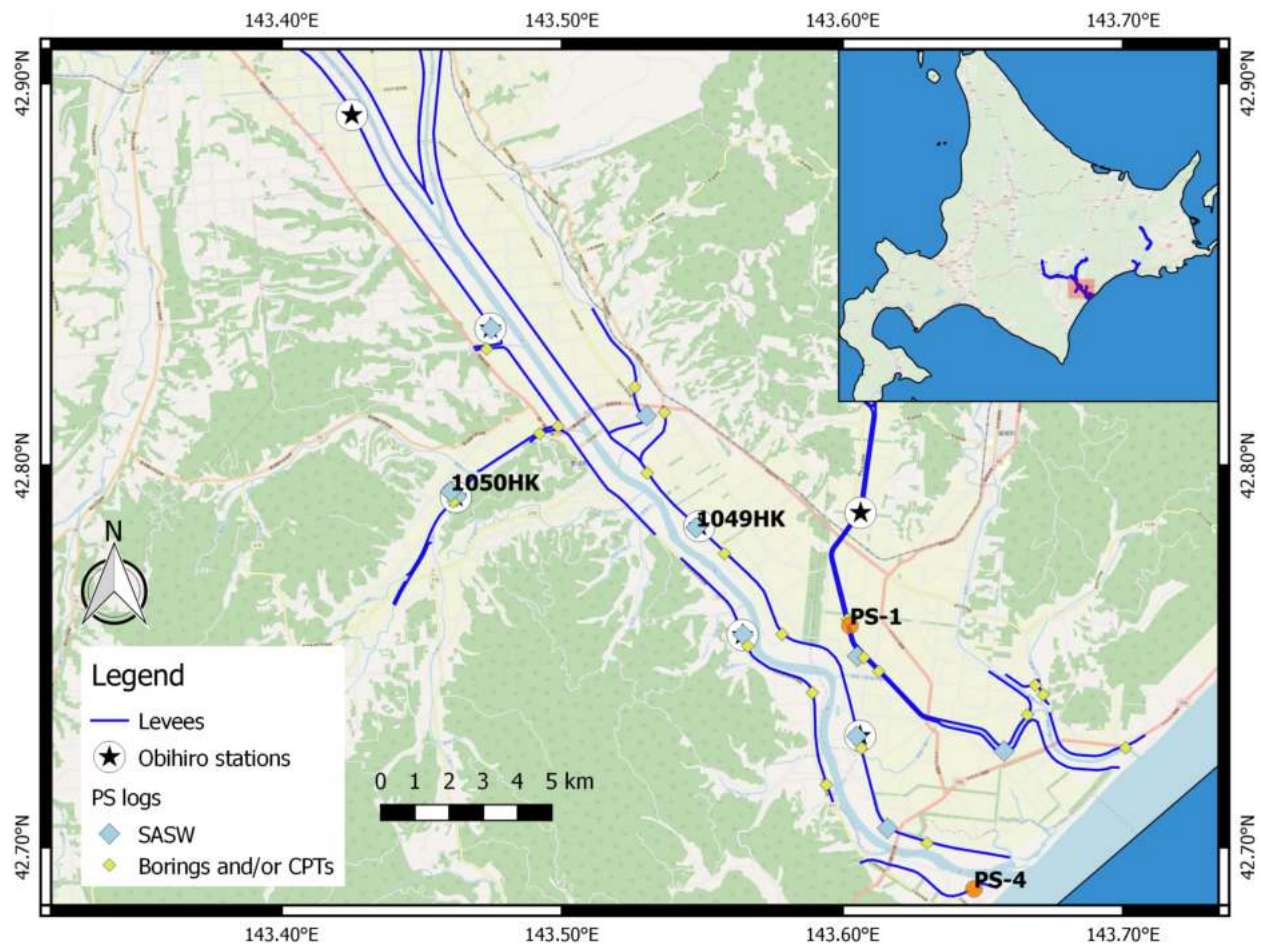 143.40°E 143.50°E 143.60°E 143.70°E
42.90°N 42.90°N
42.80°N 42.80°N
1050HK
1049HK
N
PS-1
Legend
Levees
Obihiro stations
PS logs
SASW
Borings and/or CPTs
0 1 2 3 4 5 km
42.70°N 42.70°N
PS-4
143.40°E 143.50°E 143.60°E 143.70°E